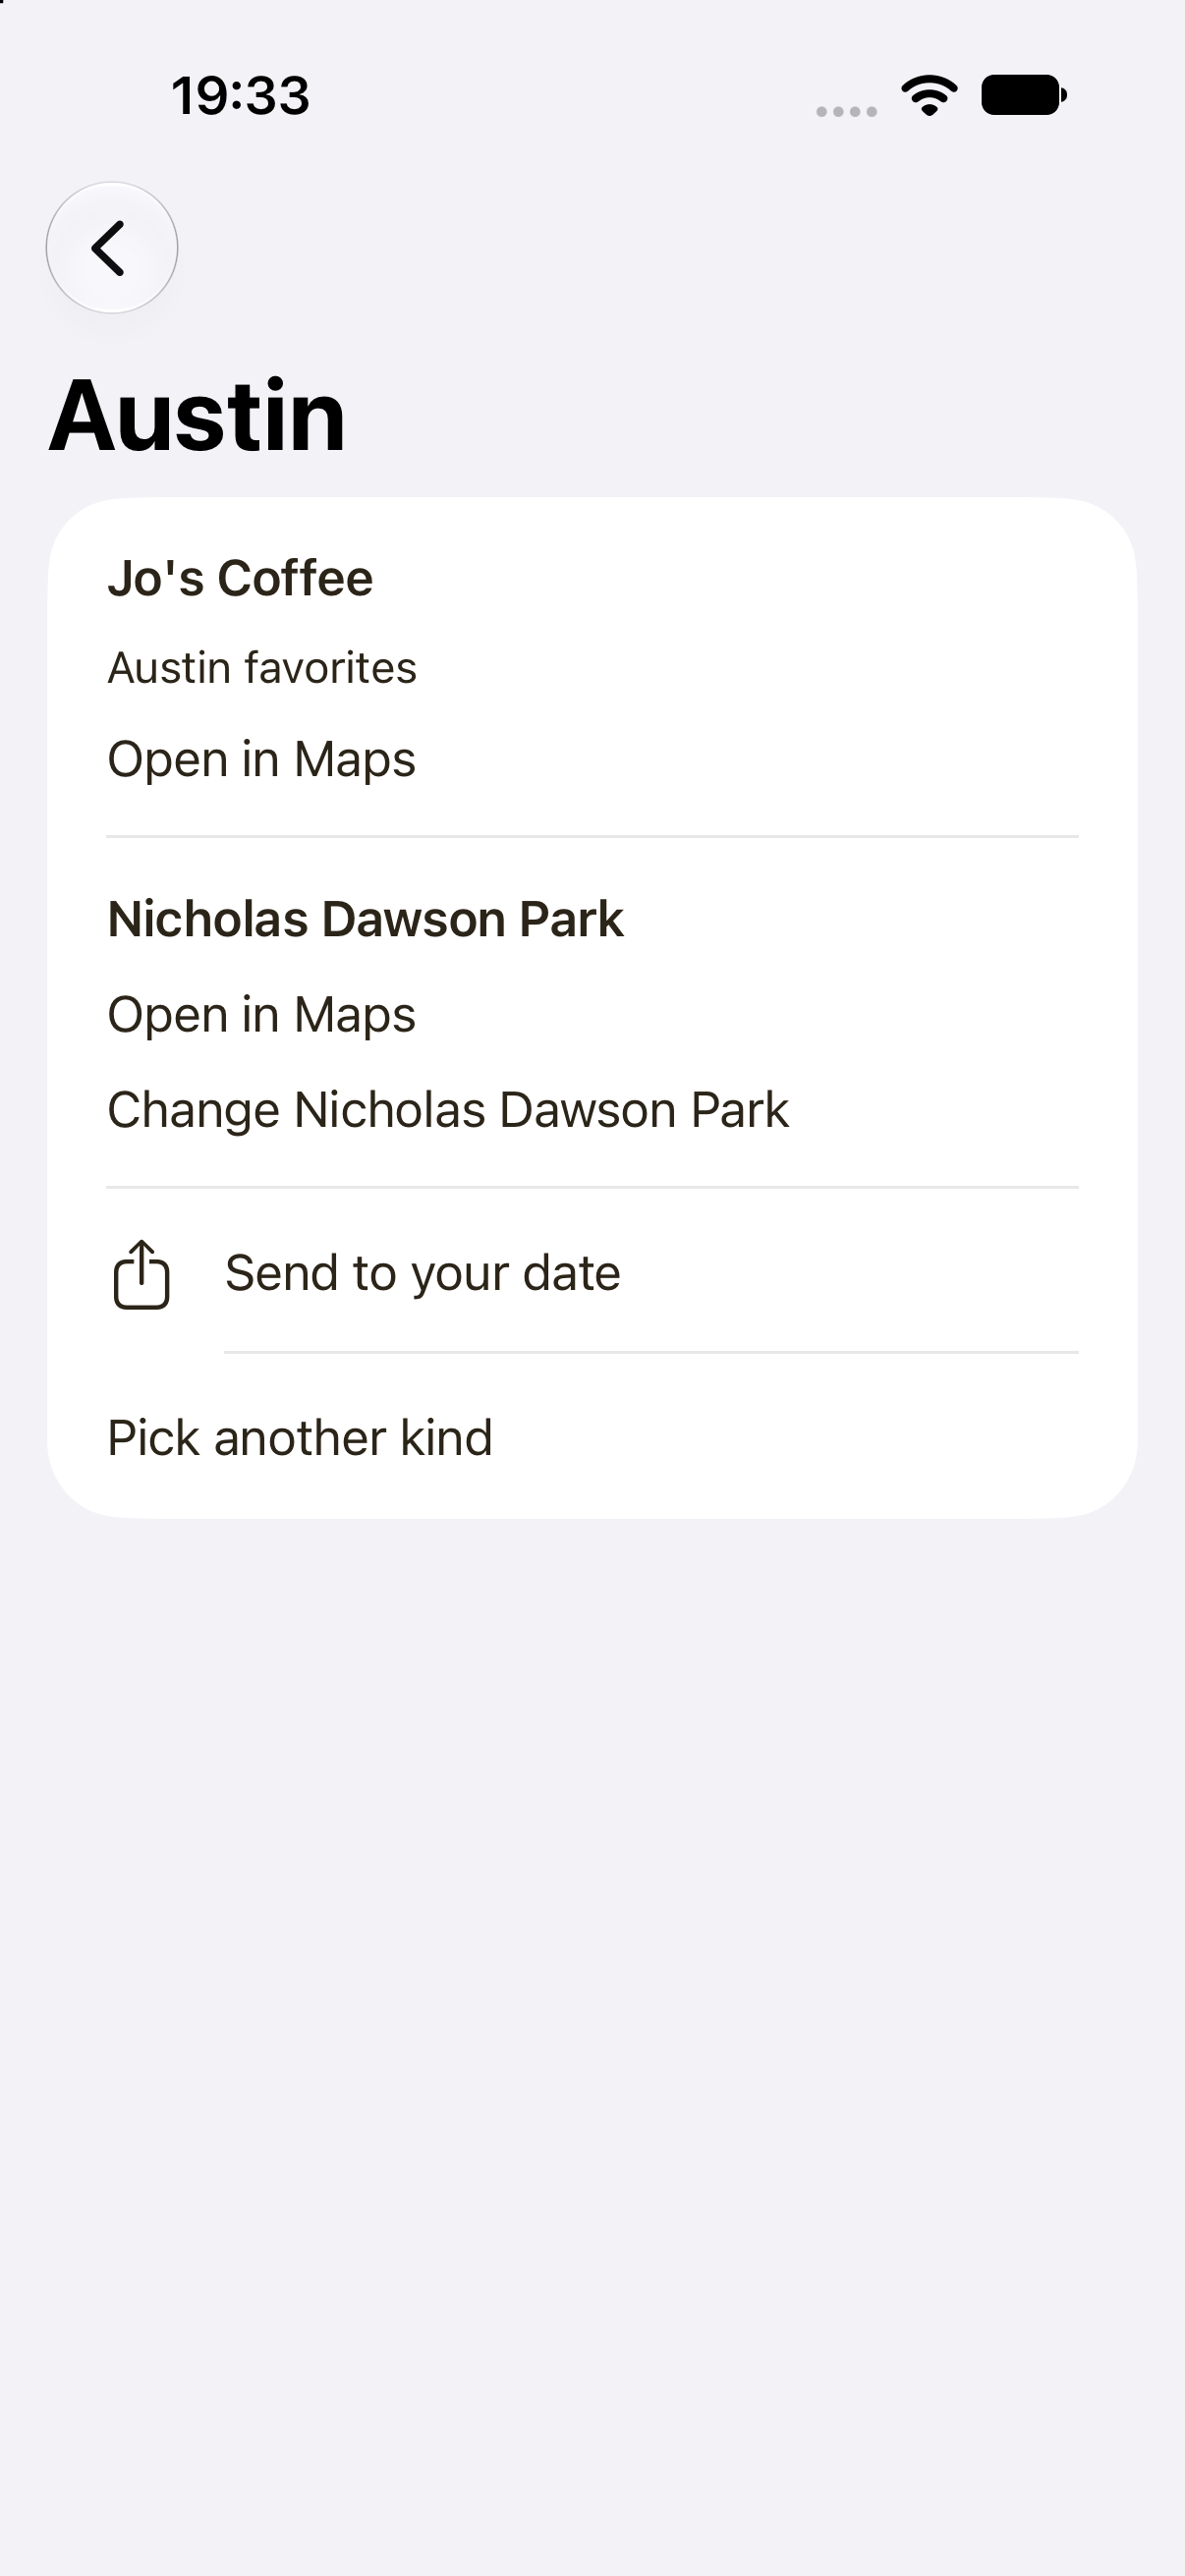 19:33
Austin
Jo's Coffee
Austin favorites
Open in Maps
Nicholas Dawson Park
Open in Maps
Change Nicholas Dawson Park
Send to your date
Pick another kind